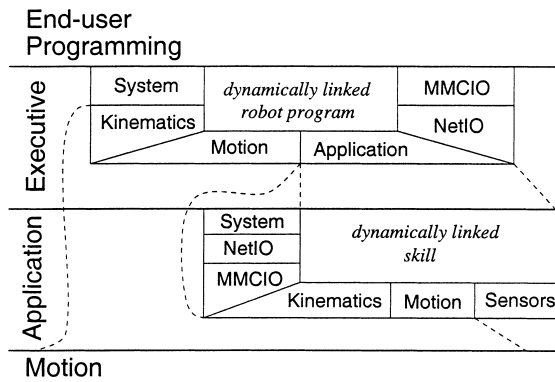 End-user
Programming
Executive
System
Kinematics
dynamically linked
robot program
MMCIO
NetIO
Motion
Application
Application
System
NetIO
MMCIO
dynamically linked
skill
Kinematics
Motion
Sensors
Motion